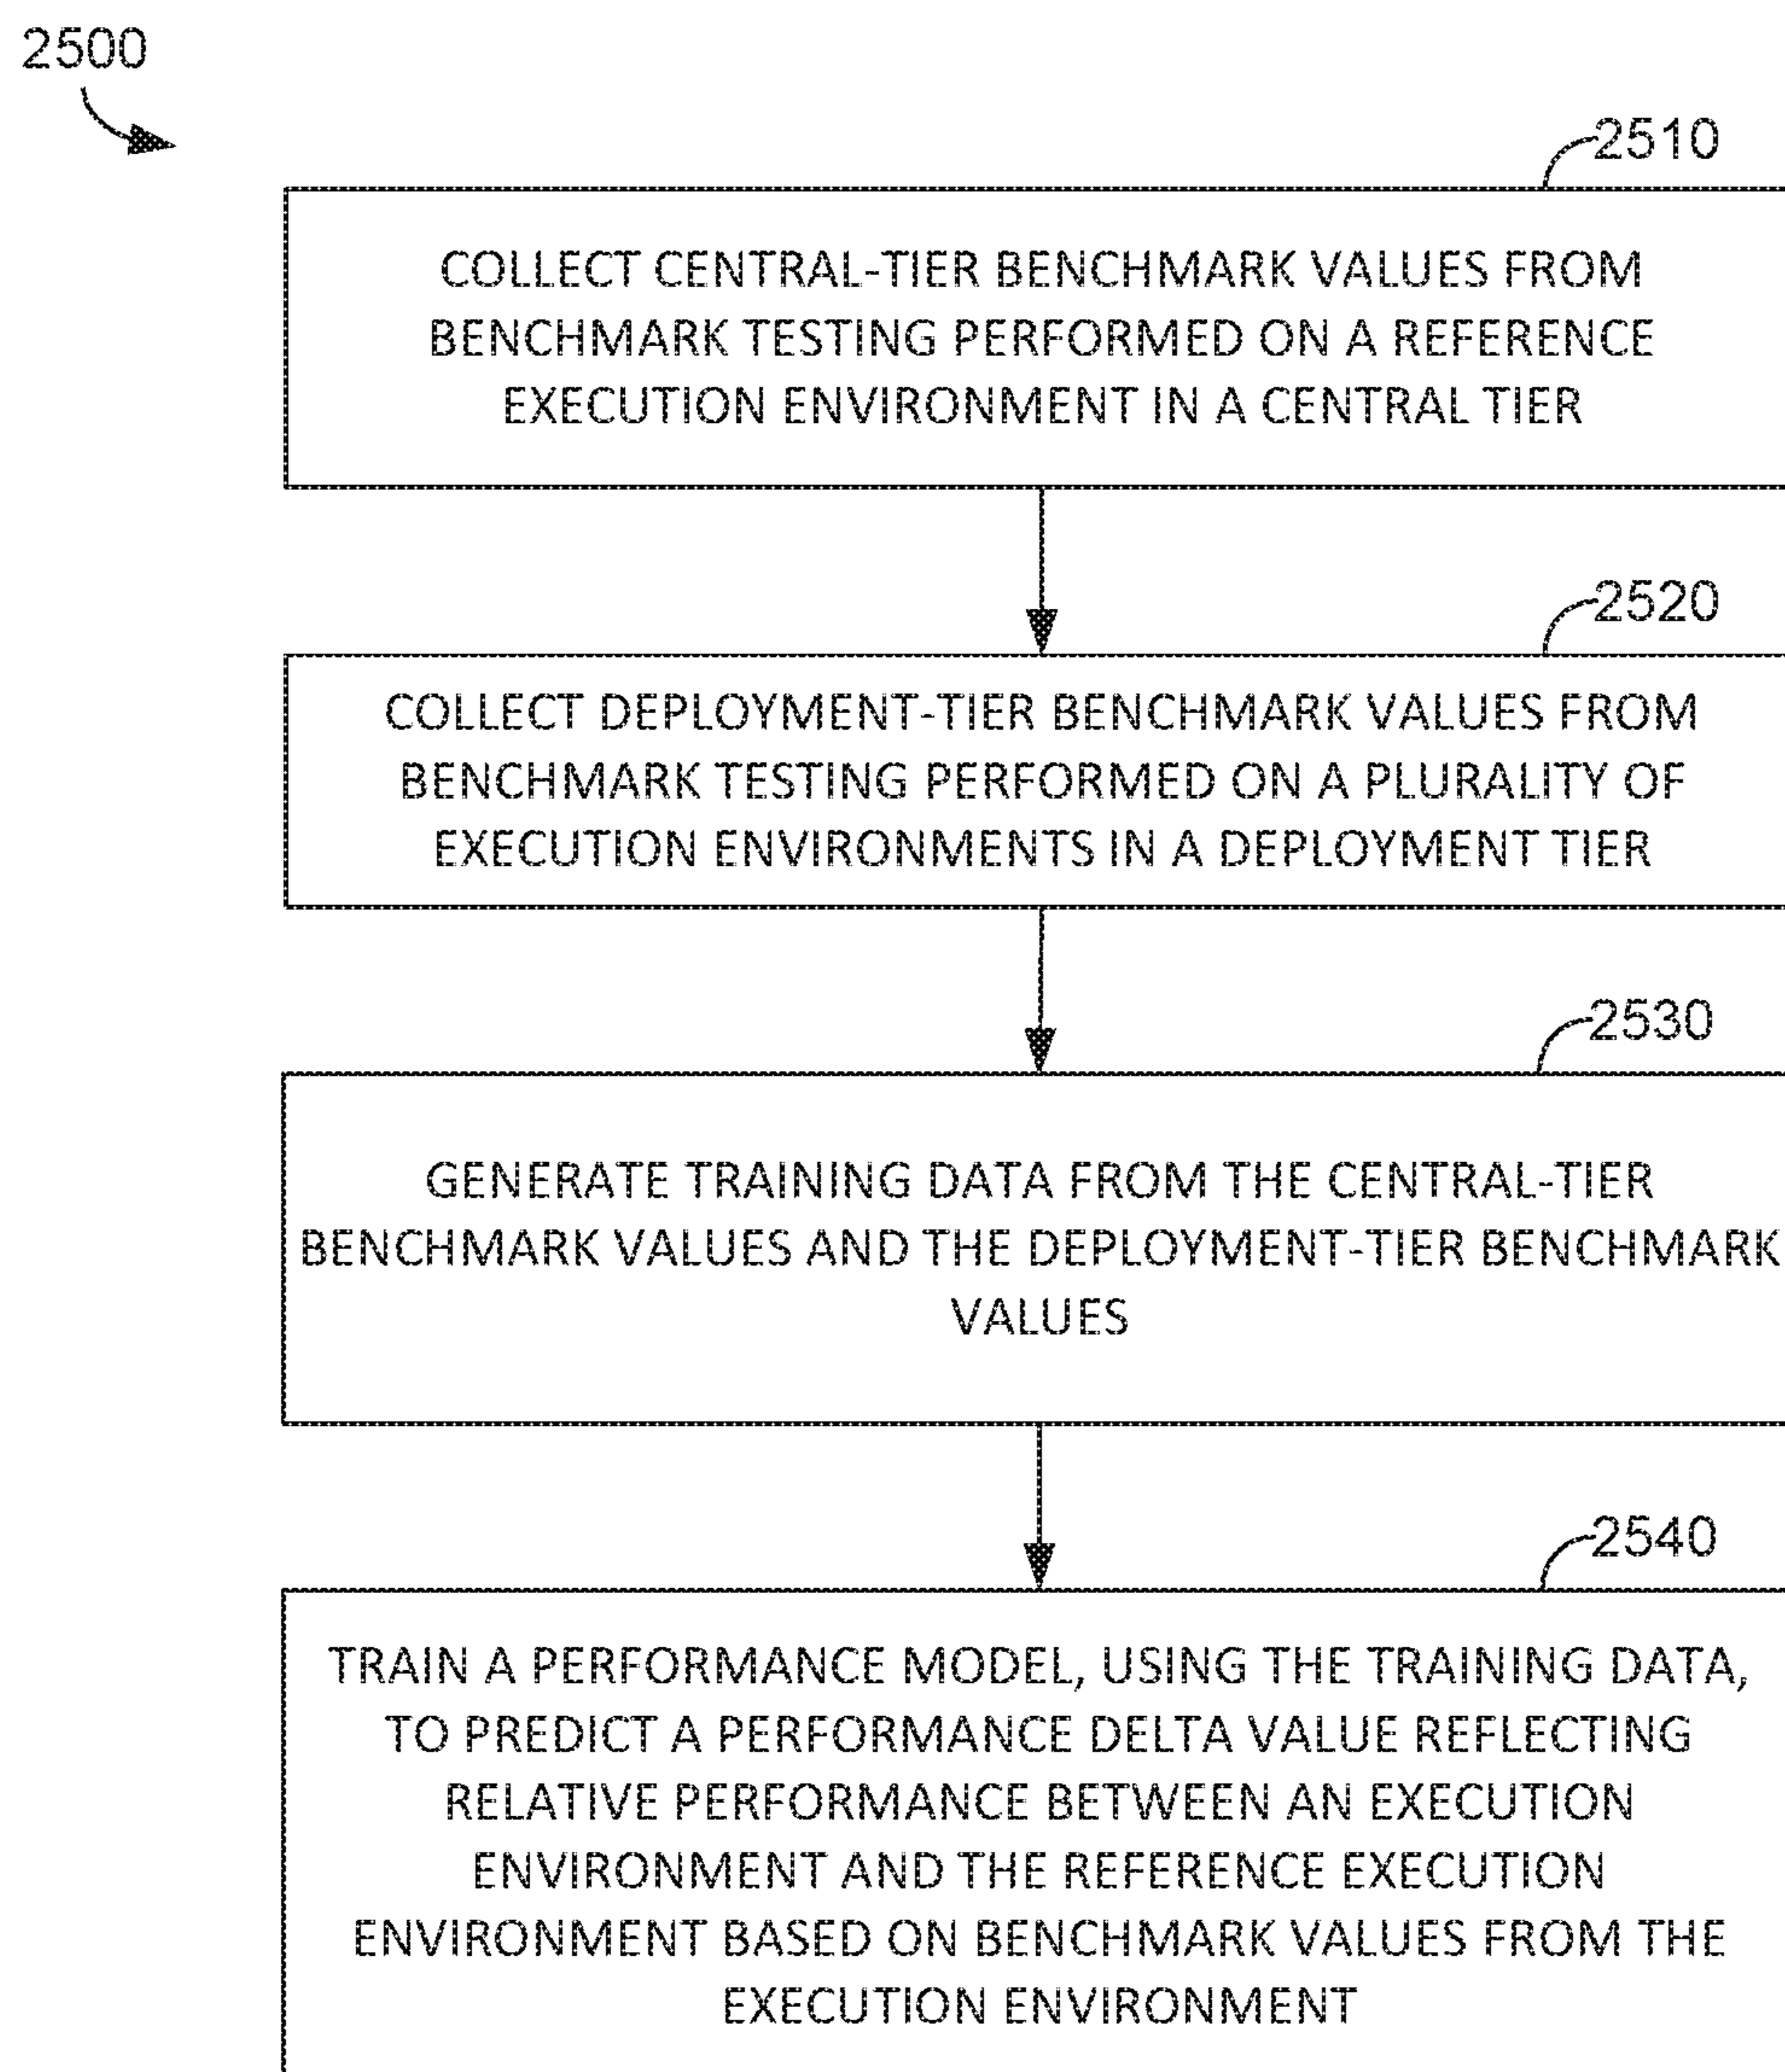 2500
2510
COLLECT CENTRAL-TIER BENCHMARK VALUES FROM
BENCHMARK TESTING PERFORMED ON A REFERENCE
EXECUTION ENVIRONMENT IN A CENTRAL TIER
2520
COLLECT DEPLOYMENT-TIER BENCHMARK VALUES FROM
BENCHMARK TESTING PERFORMED ON A PLURALITY OF
EXECUTION ENVIRONMENTS IN A DEPLOYMENT TIER
2530
GENERATE TRAINING DATA FROM THE CENTRAL-TIER
BENCHMARK VALUES AND THE DEPLOYMENT-TIER BENCHMARK
VALUES
2540
TRAIN A PERFORMANCE MODEL, USING THE TRAINING DATA,
TO PREDICT A PERFORMANCE DELTA VALUE REFLECTING
RELATIVE PERFORMANCE BETWEEN AN EXECUTION
ENVIRONMENT AND THE REFERENCE EXECUTION
ENVIRONMENT BASED ON BENCHMARK VALUES FROM THE
EXECUTION ENVIRONMENT